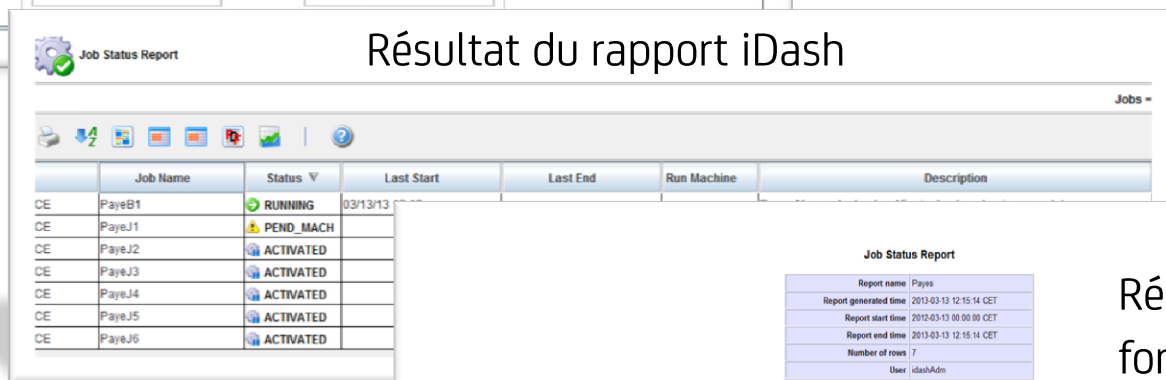 Résultat du rapport iDash
Job Status Report
Jobs =
Job Name Status Last Start Last End Run Machine Description
CE PayeB1 RUNNING 03/13/13
CE PayeJ1 PEND_MACH
CE PayeJ2 ACTIVATED
CE PayeJ3 ACTIVATED
CE PayeJ4 ACTIVATED
CE PayeJ5 ACTIVATED
CE PayeJ6 ACTIVATED
Job Status Report
Report name Payes
Report generated time 2013-03-13 12:15:14 CET
Report start time 2012-03-13 00:00:00 CET
Report end time 2013-03-13 12:15:14 CET
Number of rows 7
User idashAdm
Ré
for